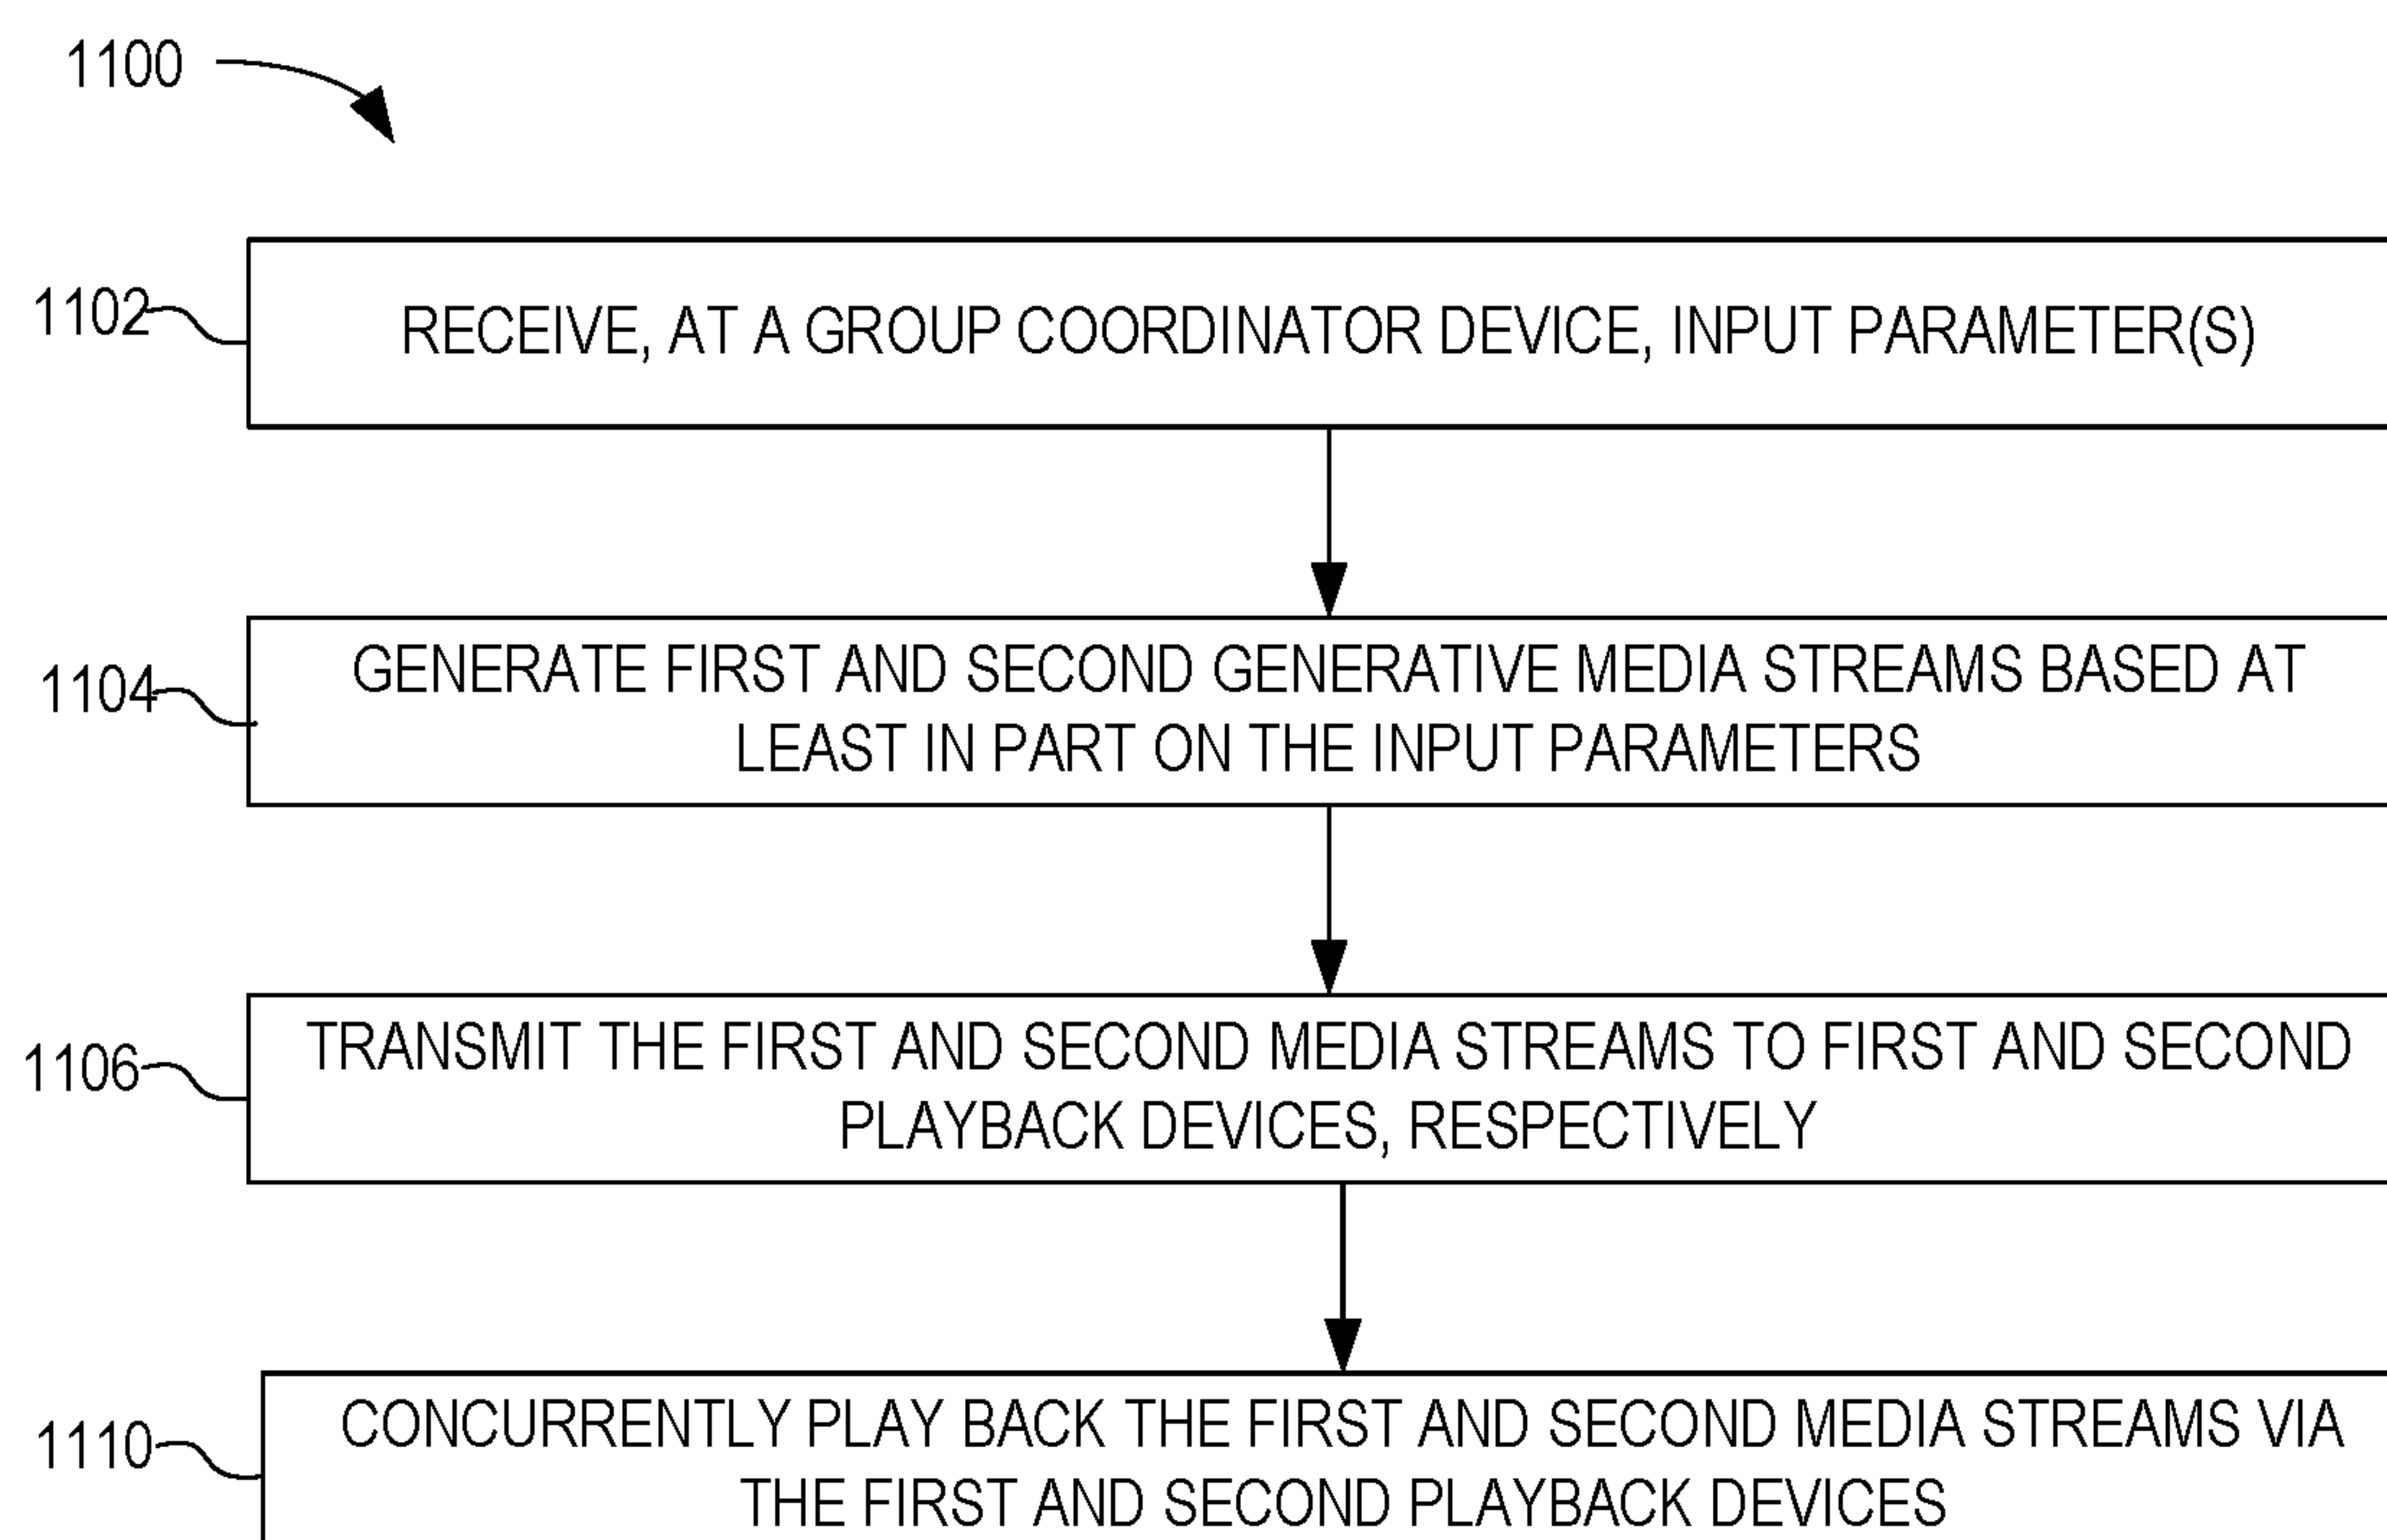 1100
1102
RECEIVE, AT A GROUP COORDINATOR DEVICE, INPUT PARAMETER(S)
1104
GENERATE FIRST AND SECOND GENERATIVE MEDIA STREAMS BASED AT
LEAST IN PART ON THE INPUT PARAMETERS
1106
TRANSMIT THE FIRST AND SECOND MEDIA STREAMS TO FIRST AND SECOND
PLAYBACK DEVICES, RESPECTIVELY
1110
CONCURRENTLY PLAY BACK THE FIRST AND SECOND MEDIA STREAMS VIA
THE FIRST AND SECOND PLAYBACK DEVICES